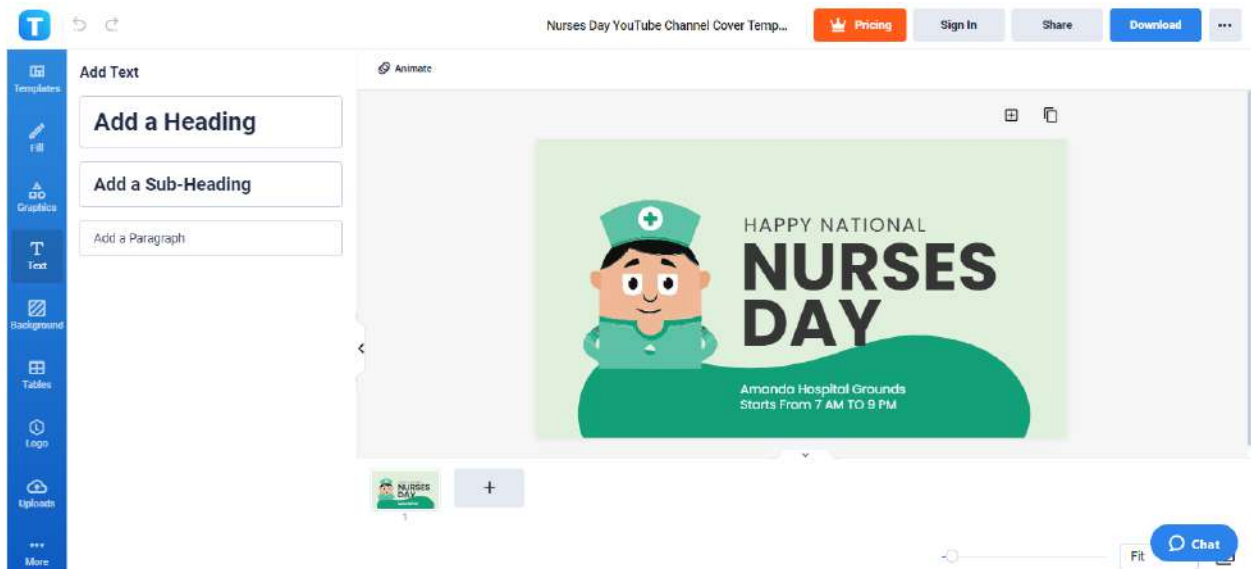 T
Nurses Day YouTube Channel Cover Temp...
Pricing
Sign In
Share
Download
Templates
Fill
Graphics
T
Text
Background
Tables
Logo
Uploads
More
Add Text
Add a Heading
Add a Sub-Heading
Add a Paragraph
Animate
HAPPY NATIONAL
NURSES
DAY
Amanda Hospital Grounds
Starts From 7 AM TO 9 PM
NURSES
DAY
1
Fit
Chat